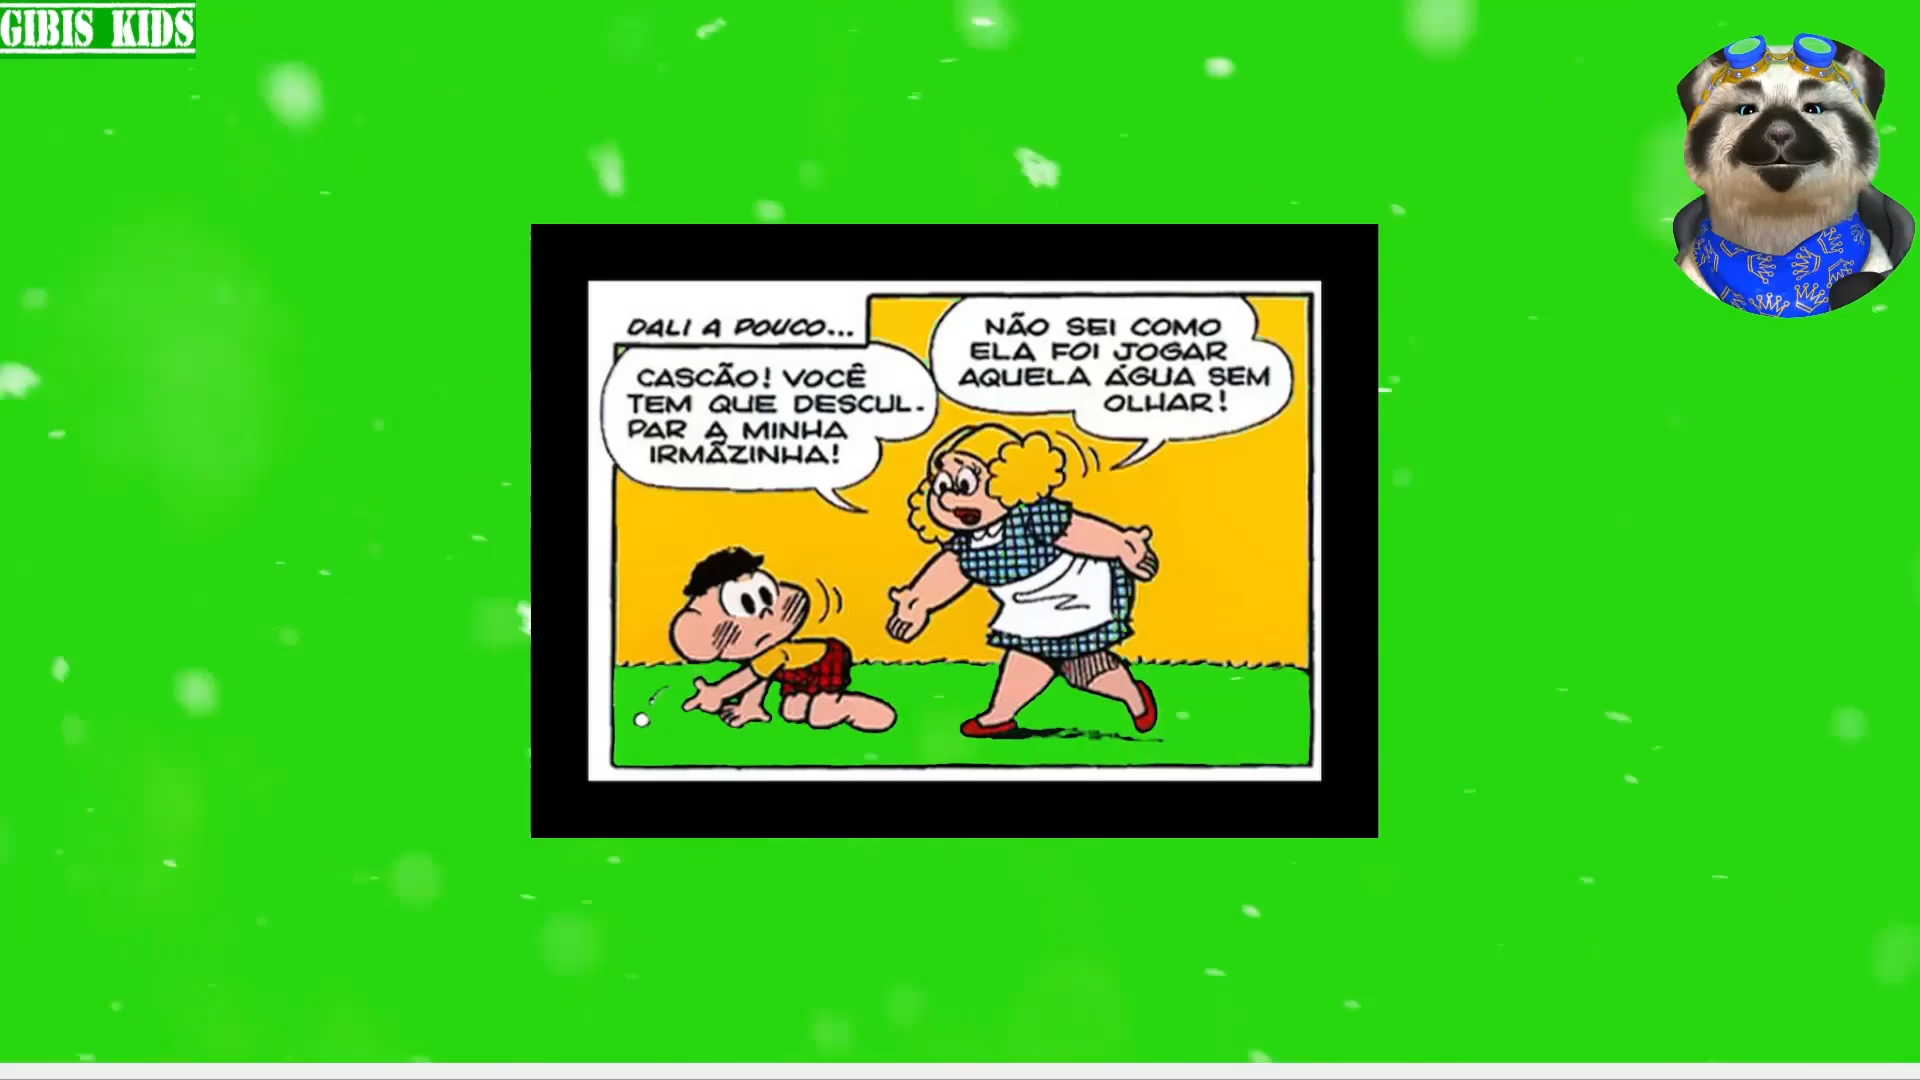 GIBIS KIDS
DALI A POUCO...
CASCÃO! VOCÊ
TEM QUE DESCUL-
PAR A MINHA
IRMÃZINHA!
NÃO SEI COMO
ELA FOI JOGAR
AQUELA ÁGUA SEM
OLHAR!